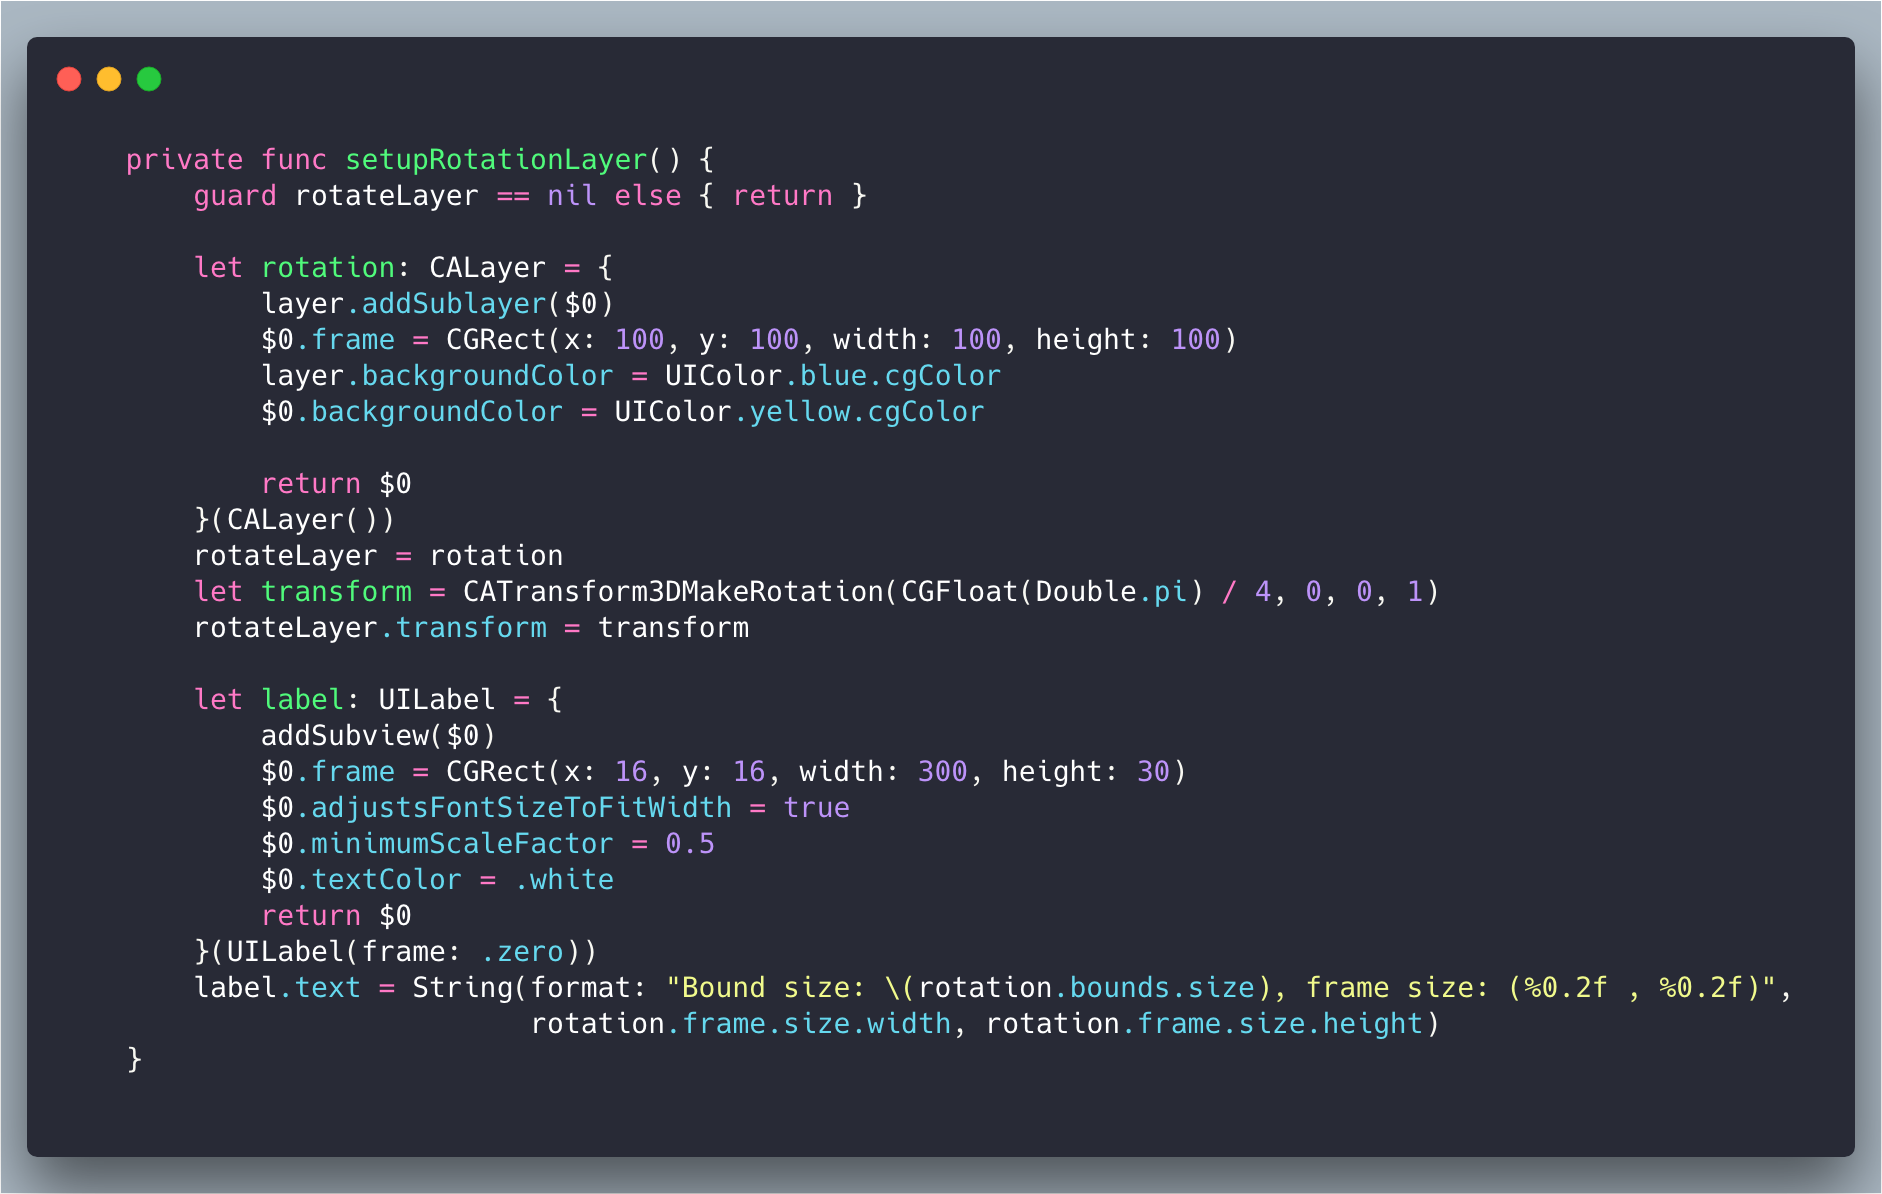 private func setupRotationLayer() {
    guard rotateLayer == nil else { return }

    let rotation: CALayer = {
        layer.addSublayer($0)
        $0.frame = CGRect(x: 100, y: 100, width: 100, height: 100)
        layer.backgroundColor = UIColor.blue.cgColor
        $0.backgroundColor = UIColor.yellow.cgColor

        return $0
    }(CALayer())
    rotateLayer = rotation
    let transform = CATransform3DMakeRotation(CGFloat(Double.pi) / 4, 0, 0, 1)
    rotateLayer.transform = transform

    let label: UILabel = {
        addSubview($0)
        $0.frame = CGRect(x: 16, y: 16, width: 300, height: 30)
        $0.adjustsFontSizeToFitWidth = true
        $0.minimumScaleFactor = 0.5
        $0.textColor = .white
        return $0
    }(UILabel(frame: .zero))
    label.text = String(format: "Bound size: \(rotation.bounds.size), frame size: (%0.2f , %0.2f)",
                        rotation.frame.size.width, rotation.frame.size.height)
}